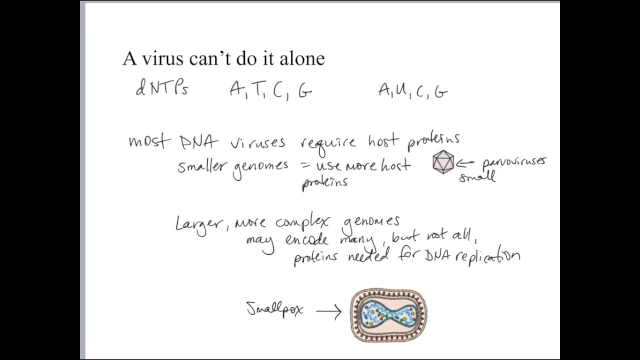 A virus can't do it alone
dNTPs A, T, C, G A, U, C, G
most DNA viruses require host proteins
smaller genomes = use more host proteins
← parvoviruses
small
Larger, more complex genomes
may encode many, but not all,
proteins needed for DNA replication
Smallpox →